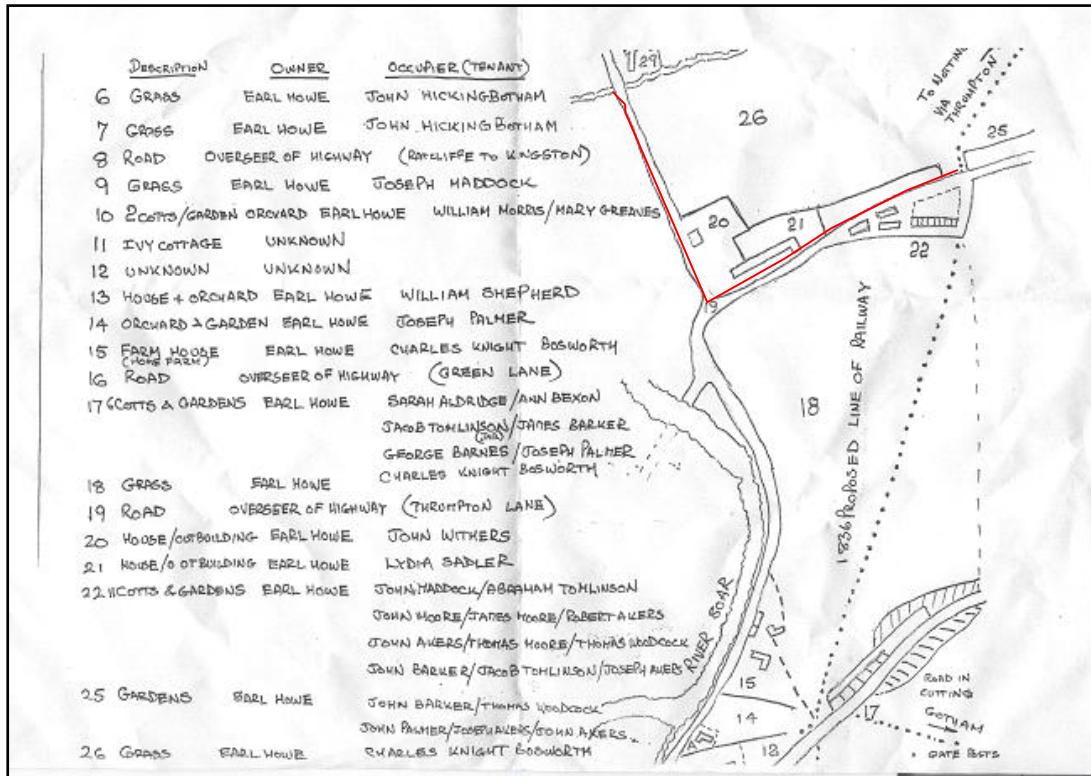 DESCRIPTION OWNER OCCUPIER (TENANT)
6 GRASS EARL HOWE JOHN HICKINGBOTHAM
7 GRASS EARL HOWE JOHN HICKINGBOTHAM
8 ROAD OVERSEER OF HIGHWAY (RATCLIFFE TO KINGSTON)
9 GRASS EARL HOWE JOSEPH MADDOCK
10 2 COTTS/GARDEN ORCHARD EARL HOWE WILLIAM MORRIS/MARY GREAVES
11 IVY COTTAGE UNKNOWN
12 UNKNOWN UNKNOWN
13 HOUSE + ORCHARD EARL HOWE WILLIAM SHEPHERD
14 ORCHARD & GARDEN EARL HOWE JOSEPH PALMER
15 FARM HOUSE EARL HOWE CHARLES KNIGHT BOSWORTH
(HOME FARM)
16 ROAD OVERSEER OF HIGHWAY (GREEN LANE)
17 6 COTTS & GARDENS EARL HOWE SARAH ALDRIDGE/ANN BEXON
JACOB TOMLINSON/JAMES BARKER
GEORGE BARNES/JOSEPH PALMER
CHARLES KNIGHT BOSWORTH
18 GRASS EARL HOWE
19 ROAD OVERSEER OF HIGHWAY (THRUMPTON LANE)
20 HOUSE/OUTBUILDING EARL HOWE JOHN WITHERS
21 HOUSE/OUTBUILDING EARL HOWE LYDIA SADLER
22 11 COTTS & GARDENS EARL HOWE JOHN MADDOCK/ABRAHAM TOMLINSON
JOHN MOORE/JAMES MOORE/ROBERT AKERS
JOHN AKERS/THOMAS MOORE/THOMAS WOODCOCK
JOHN BARKER/JACOB TOMLINSON/JOSEPH AKERS
25 GARDENS EARL HOWE JOHN BARKER/THOMAS WOODCOCK
JOHN PALMER/JOSEPH AKERS/JOHN AKERS
26 GRASS EARL HOWE CHARLES KNIGHT BOSWORTH
29
26
TO
VIA
THRUMPTON
25
20
21
22
19
18
1836 PROPOSED LINE OF RAILWAY
RIVER SOAR
15
14
13
17
ROAD IN
CUTTING
GOTHAM
GATE POSTS